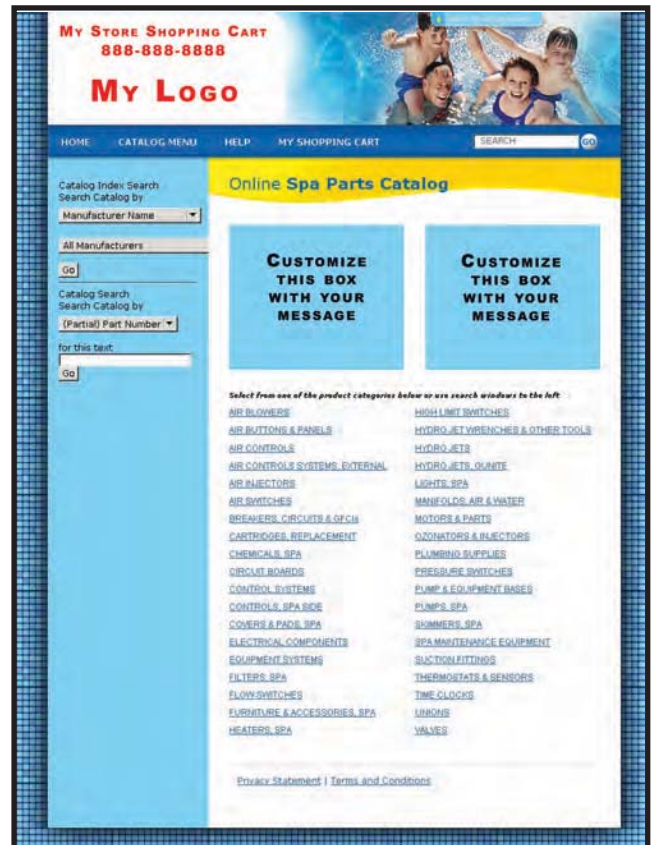 MY STORE SHOPPING CART
888-888-8888
MY LOGO
HOME CATALOG MENU HELP MY SHOPPING CART SEARCH GO
Catalog Index Search
Search Catalog by
Manufacturer Name
All Manufacturers
Go
Catalog Search
Search Catalog by
(Partial) Part Number
for this text
Go
Online Spa Parts Catalog
CUSTOMIZE
THIS BOX
WITH YOUR
MESSAGE
CUSTOMIZE
THIS BOX
WITH YOUR
MESSAGE
Select from one of the product categories below or use search windows to the left
AIR BLOWERS
AIR BUTTONS & PANELS
AIR CONTROLS
AIR CONTROLS SYSTEMS, EXTERNAL
AIR INJECTORS
AIR SWITCHES
BREAKERS, CIRCUITS & GFCIs
CARTRIDGES, REPLACEMENT
CHEMICALS, SPA
CIRCUIT BOARDS
CONTROL SYSTEMS
CONTROLS, SPA SIDE
COVERS & PADS, SPA
ELECTRICAL COMPONENTS
EQUIPMENT SYSTEMS
FILTERS, SPA
FLOW SWITCHES
FURNITURE & ACCESSORIES, SPA
HEATERS, SPA
HIGH LIMIT SWITCHES
HYDRO JET WRENCHES & OTHER TOOLS
HYDRO JETS
HYDRO JETS, GUNITE
LIGHTS, SPA
MANIFOLDS, AIR & WATER
MOTORS & PARTS
OZONATORS & INJECTORS
PLUMBING SUPPLIES
PRESSURE SWITCHES
PUMP & EQUIPMENT BASES
PUMPS, SPA
SKIMMERS, SPA
SPA MAINTENANCE EQUIPMENT
SUCTION FITTINGS
THERMOSTATS & SENSORS
TIME CLOCKS
UNIONS
VALVES
Privacy Statement | Terms and Conditions